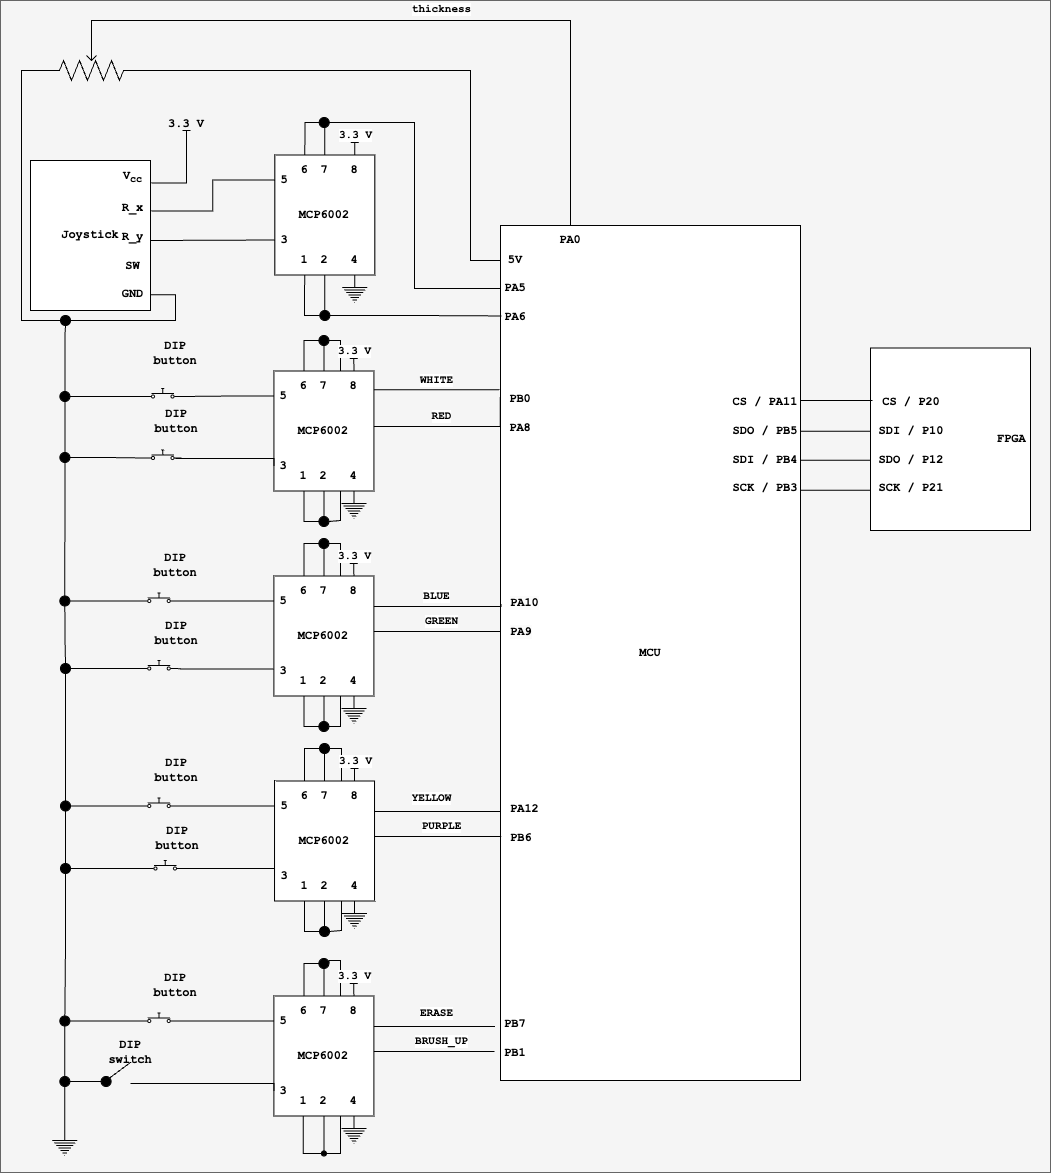 thickness
3.3 V
3.3 V
Vcc
R_x
Joystick
R_y
SW
GND
6 7 8
5
MCP6002
3
1 2 4
PA0
5V
PA5
PA6
DIP
button
3.3 V
6 7 8
5
MCP6002
3
1 2 4
DIP
button
WHITE
RED
PB0
PA8
CS / PA11
SDO / PB5
SDI / PB4
SCK / PB3
CS / P20
SDI / P10
SDO / P12
SCK / P21
FPGA
DIP
button
3.3 V
6 7 8
5
MCP6002
3
1 2 4
DIP
button
BLUE
GREEN
PA10
PA9
MCU
DIP
button
3.3 V
6 7 8
5
MCP6002
3
1 2 4
DIP
button
YELLOW
PURPLE
PA12
PB6
DIP
button
3.3 V
6 7 8
5
MCP6002
3
1 2 4
DIP
switch
ERASE
BRUSH_UP
PB7
PB1